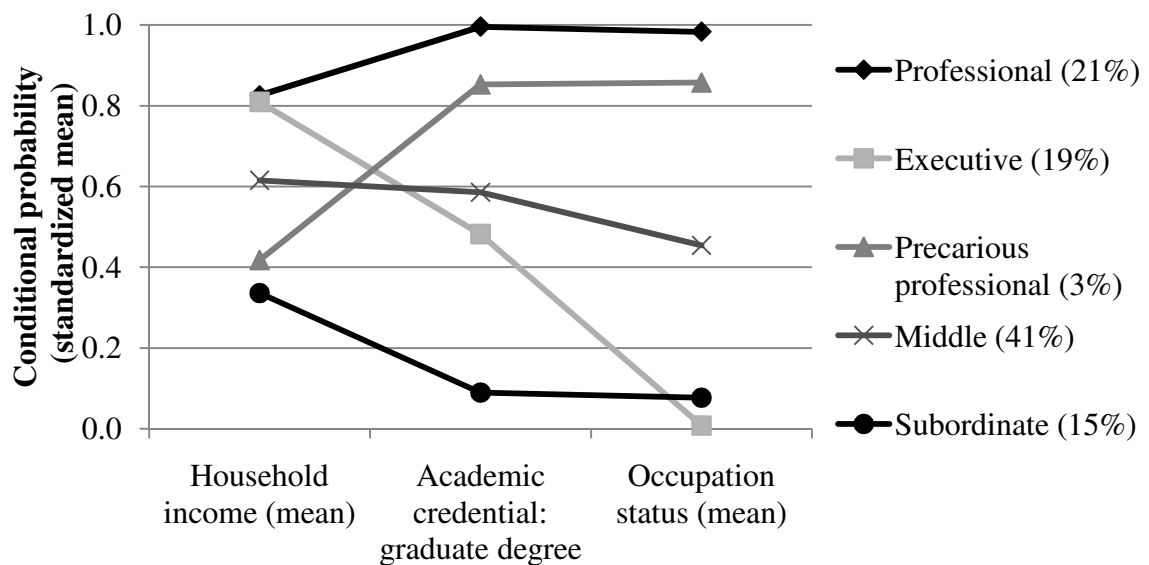 Conditional probability
(standardized mean)
1.0
0.8
0.6
0.4
0.2
0.0
Household
income (mean)
Academic
credential:
graduate degree
Occupation
status (mean)
Professional (21%)
Executive (19%)
Precarious
professional (3%)
Middle (41%)
Subordinate (15%)